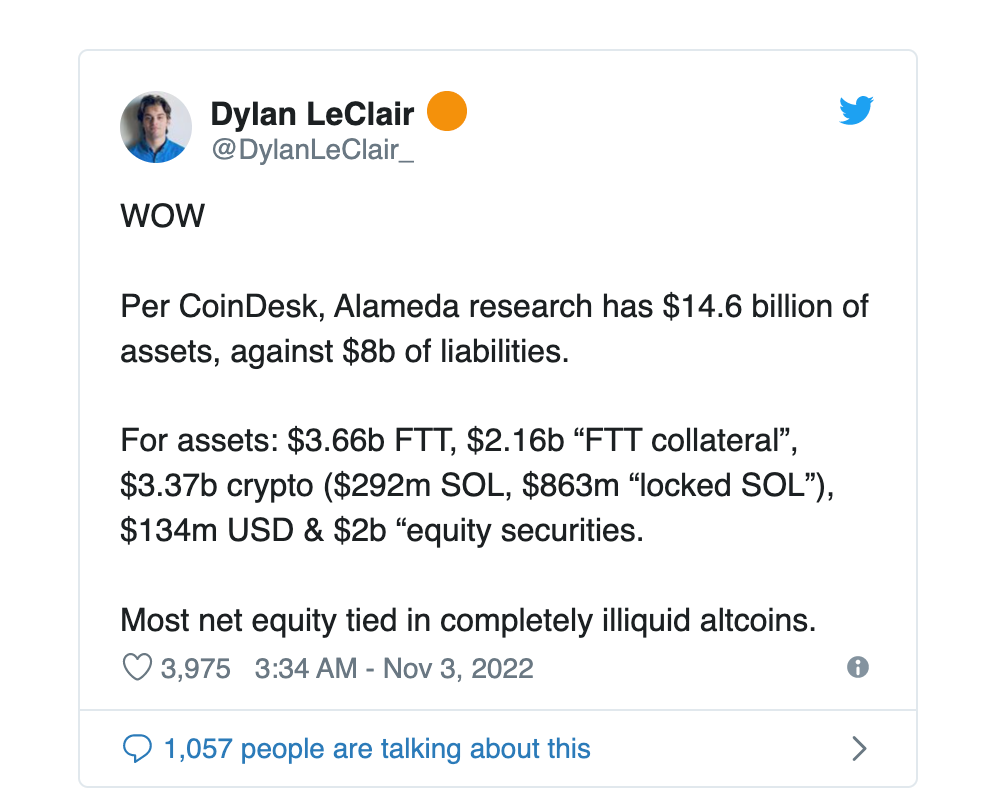 Dylan LeClair
@DylanLeClair_
WOW
Per CoinDesk, Alameda research has $14.6 billion of
assets, against $8b of liabilities.
For assets: $3.66b FTT, $2.16b “FTT collateral”,
$3.37b crypto ($292m SOL, $863m “locked SOL”),
$134m USD & $2b “equity securities.
Most net equity tied in completely illiquid altcoins.
3,975 3:34 AM - Nov 3, 2022
1,057 people are talking about this